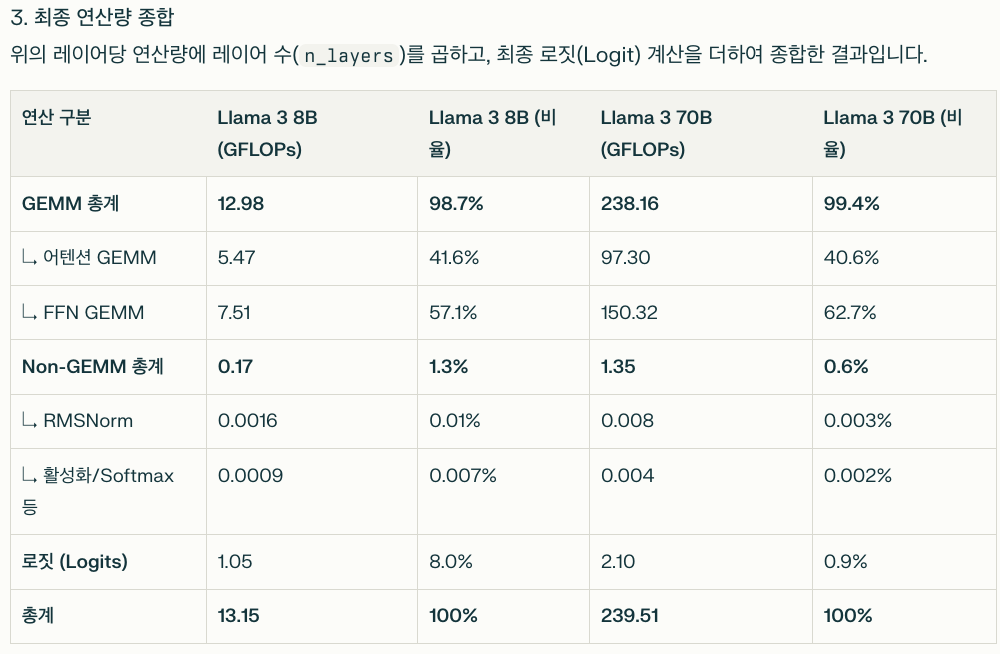 3. 최종 연산량 종합
위의 레이어당 연산량에 레이어 수( n_layers )를 곱하고, 최종 로짓(Logit) 계산을 더하여 종합한 결과입니다.
연산 구분 Llama 3 8B (GFLOPs) Llama 3 8B (비율) Llama 3 70B (GFLOPs) Llama 3 70B (비율)
GEMM 총계 12.98 98.7% 238.16 99.4%
↳ 어텐션 GEMM 5.47 41.6% 97.30 40.6%
↳ FFN GEMM 7.51 57.1% 150.32 62.7%
Non-GEMM 총계 0.17 1.3% 1.35 0.6%
↳ RMSNorm 0.0016 0.01% 0.008 0.003%
↳ 활성화/Softmax 등 0.0009 0.007% 0.004 0.002%
로짓 (Logits) 1.05 8.0% 2.10 0.9%
총계 13.15 100% 239.51 100%